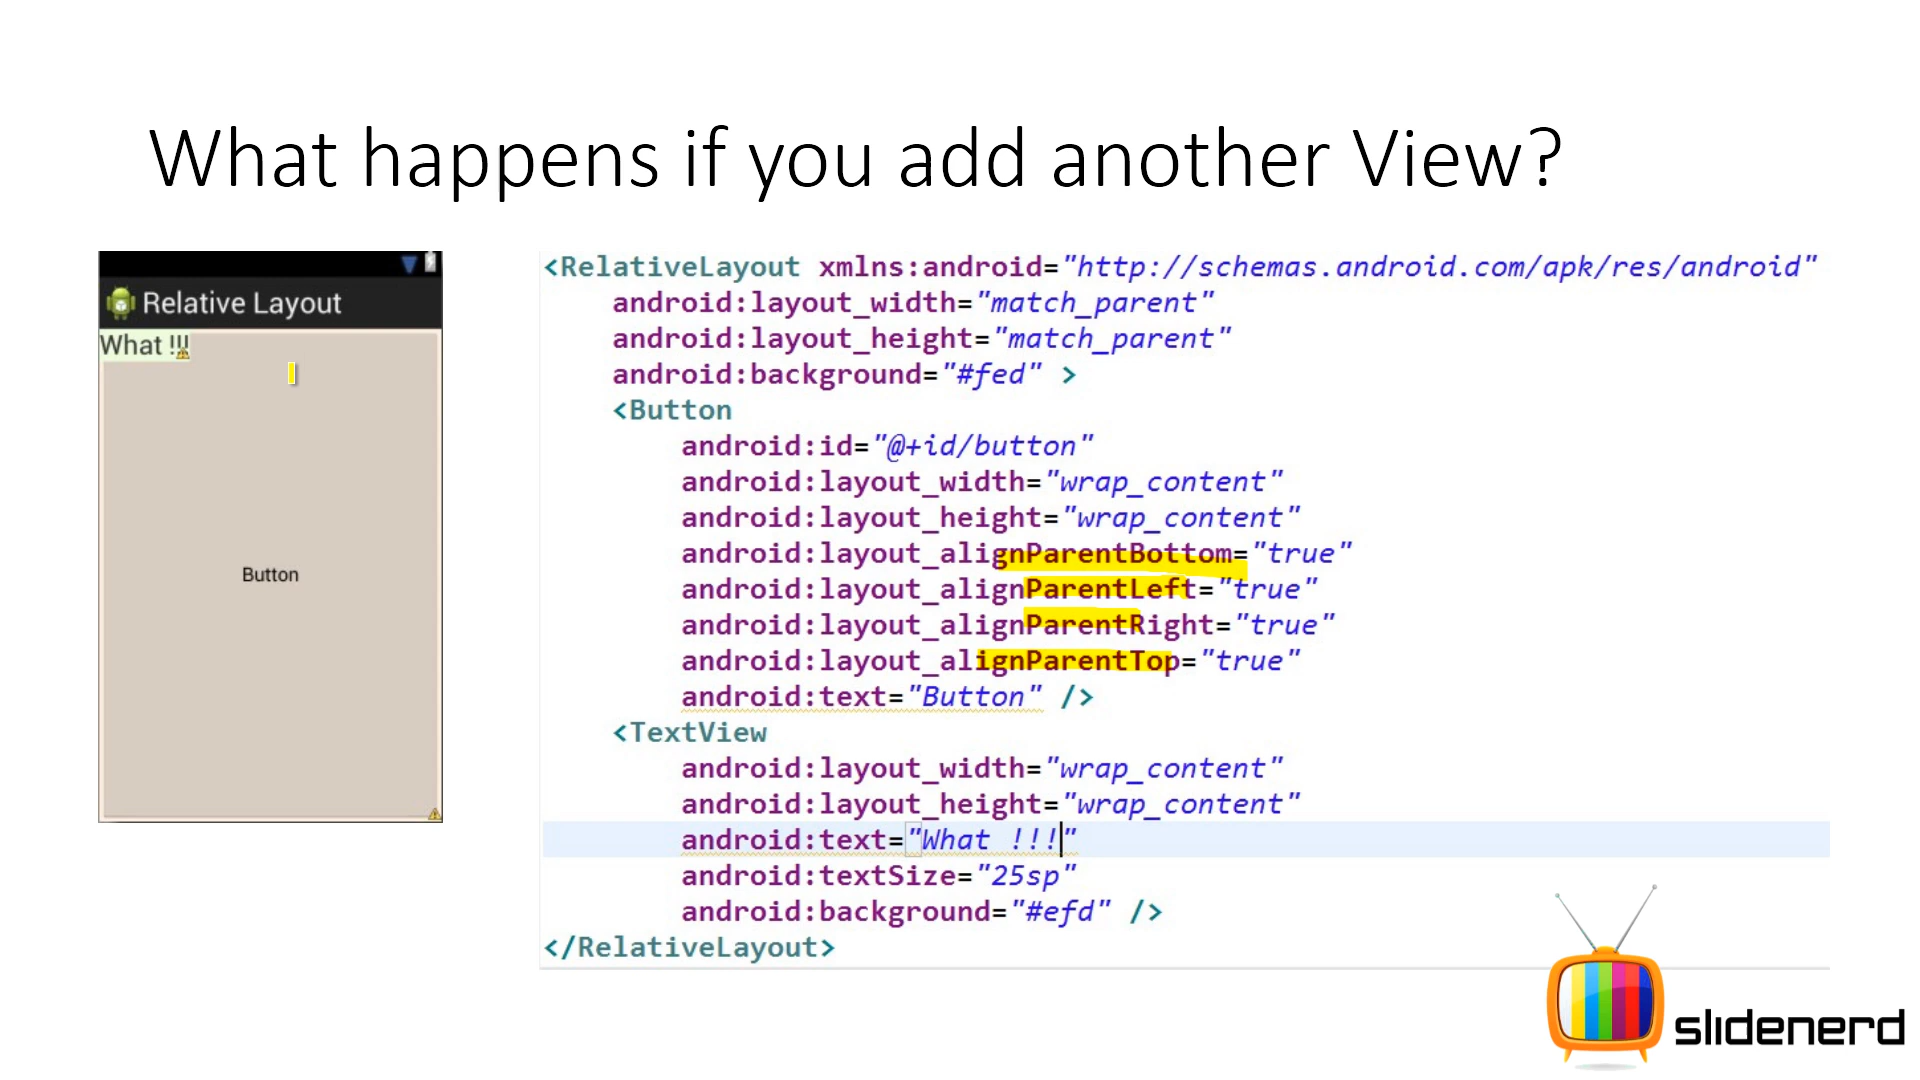 What happens if you add another View?
Relative Layout
What !!!
Button
<RelativeLayout xmlns:android="http://schemas.android.com/apk/res/android"
android:layout_width="match_parent"
android:layout_height="match_parent"
android:background="#fed" >
<Button
android:id="@+id/button"
android:layout_width="wrap_content"
android:layout_height="wrap_content"
android:layout_alignParentBottom="true"
android:layout_alignParentLeft="true"
android:layout_alignParentRight="true"
android:layout_alignParentTop="true"
android:text="Button" />
<TextView
android:layout_width="wrap_content"
android:layout_height="wrap_content"
android:text="What !!!"
android:textSize="25sp"
android:background="#efd" />
</RelativeLayout>
slidenerd